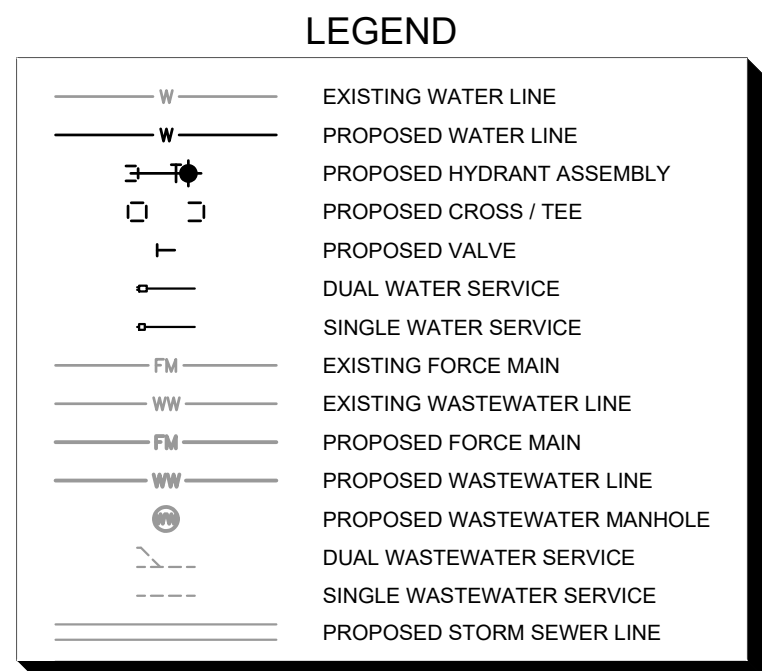 LEGEND
W EXISTING WATER LINE
W PROPOSED WATER LINE
PROPOSED HYDRANT ASSEMBLY
PROPOSED CROSS / TEE
PROPOSED VALVE
DUAL WATER SERVICE
SINGLE WATER SERVICE
FM EXISTING FORCE MAIN
WW EXISTING WASTEWATER LINE
FM PROPOSED FORCE MAIN
WW PROPOSED WASTEWATER LINE
WW PROPOSED WASTEWATER MANHOLE
DUAL WASTEWATER SERVICE
SINGLE WASTEWATER SERVICE
PROPOSED STORM SEWER LINE